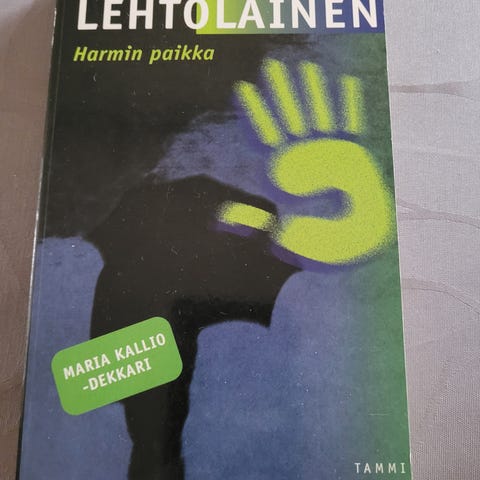 LEHTOLAINEN
Harmin paikka
MARIA KALLIO
-DEKKARI
TAMMI